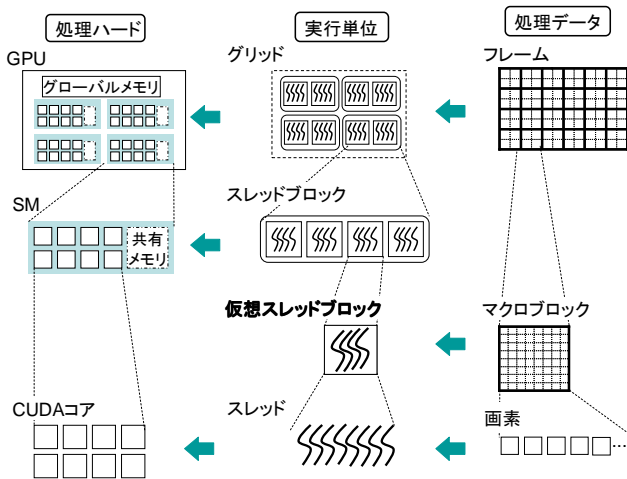 処理ハード
実行単位
処理データ
GPU
グリッド
フレーム
グローバルメモリ
SM
スレッドブロック
共有
メモリ
仮想スレッドブロック
マクロブロック
CUDAコア
スレッド
画素
…